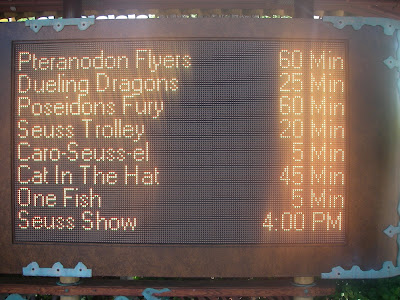 Pteranodon Flyers 60 Min
Dueling Dragons 25 Min
Poseidons Fury 60 Min
Seuss Trolley 20 Min
Caro-Seuss-el 5 Min
Cat In The Hat 45 Min
One Fish 5 Min
Seuss Show 4:00 PM